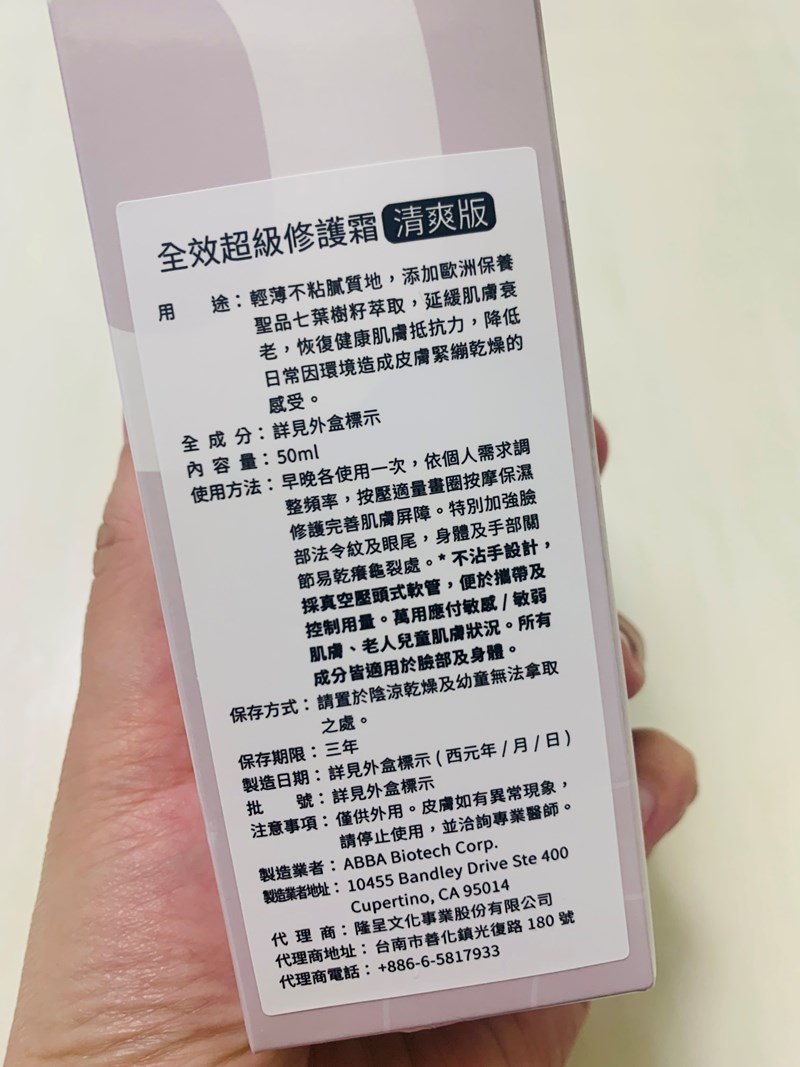 全效超級修護霜 清爽版
用 途：輕薄不粘膩質地，添加歐洲保養
聖品七葉樹籽萃取，延緩肌膚衰
老，恢復健康肌膚抵抗力，降低
日常因環境造成皮膚緊繃乾燥的
感受。
全 成 分：詳見外盒標示
內 容 量：50ml
使用方法：早晚各使用一次，依個人需求調
整頻率，按壓適量畫圈按摩保濕
修護完善肌膚屏障。特別加強臉
部法令紋及眼尾，身體及手部關
節易乾癢龜裂處。*不沾手設計，
採真空壓頭式軟管，便於攜帶及
控制用量。萬用應付敏感/敏弱
肌膚、老人兒童肌膚狀況。所有
成分皆適用於臉部及身體。
保存方式：請置於陰涼乾燥及幼童無法拿取
之處。
保存期限：三年
製造日期：詳見外盒標示(西元年/月/日)
批 號：詳見外盒標示
注意事項：僅供外用。皮膚如有異常現象，
請停止使用，並洽詢專業醫師。
製造業者：ABBA Biotech Corp.
製造業者地址：10455 Bandley Drive Ste 400
Cupertino, CA 95014
代 理 商：隆呈文化事業股份有限公司
代理商地址：台南市善化鎮光復路 180 號
代理商電話：+886-6-5817933